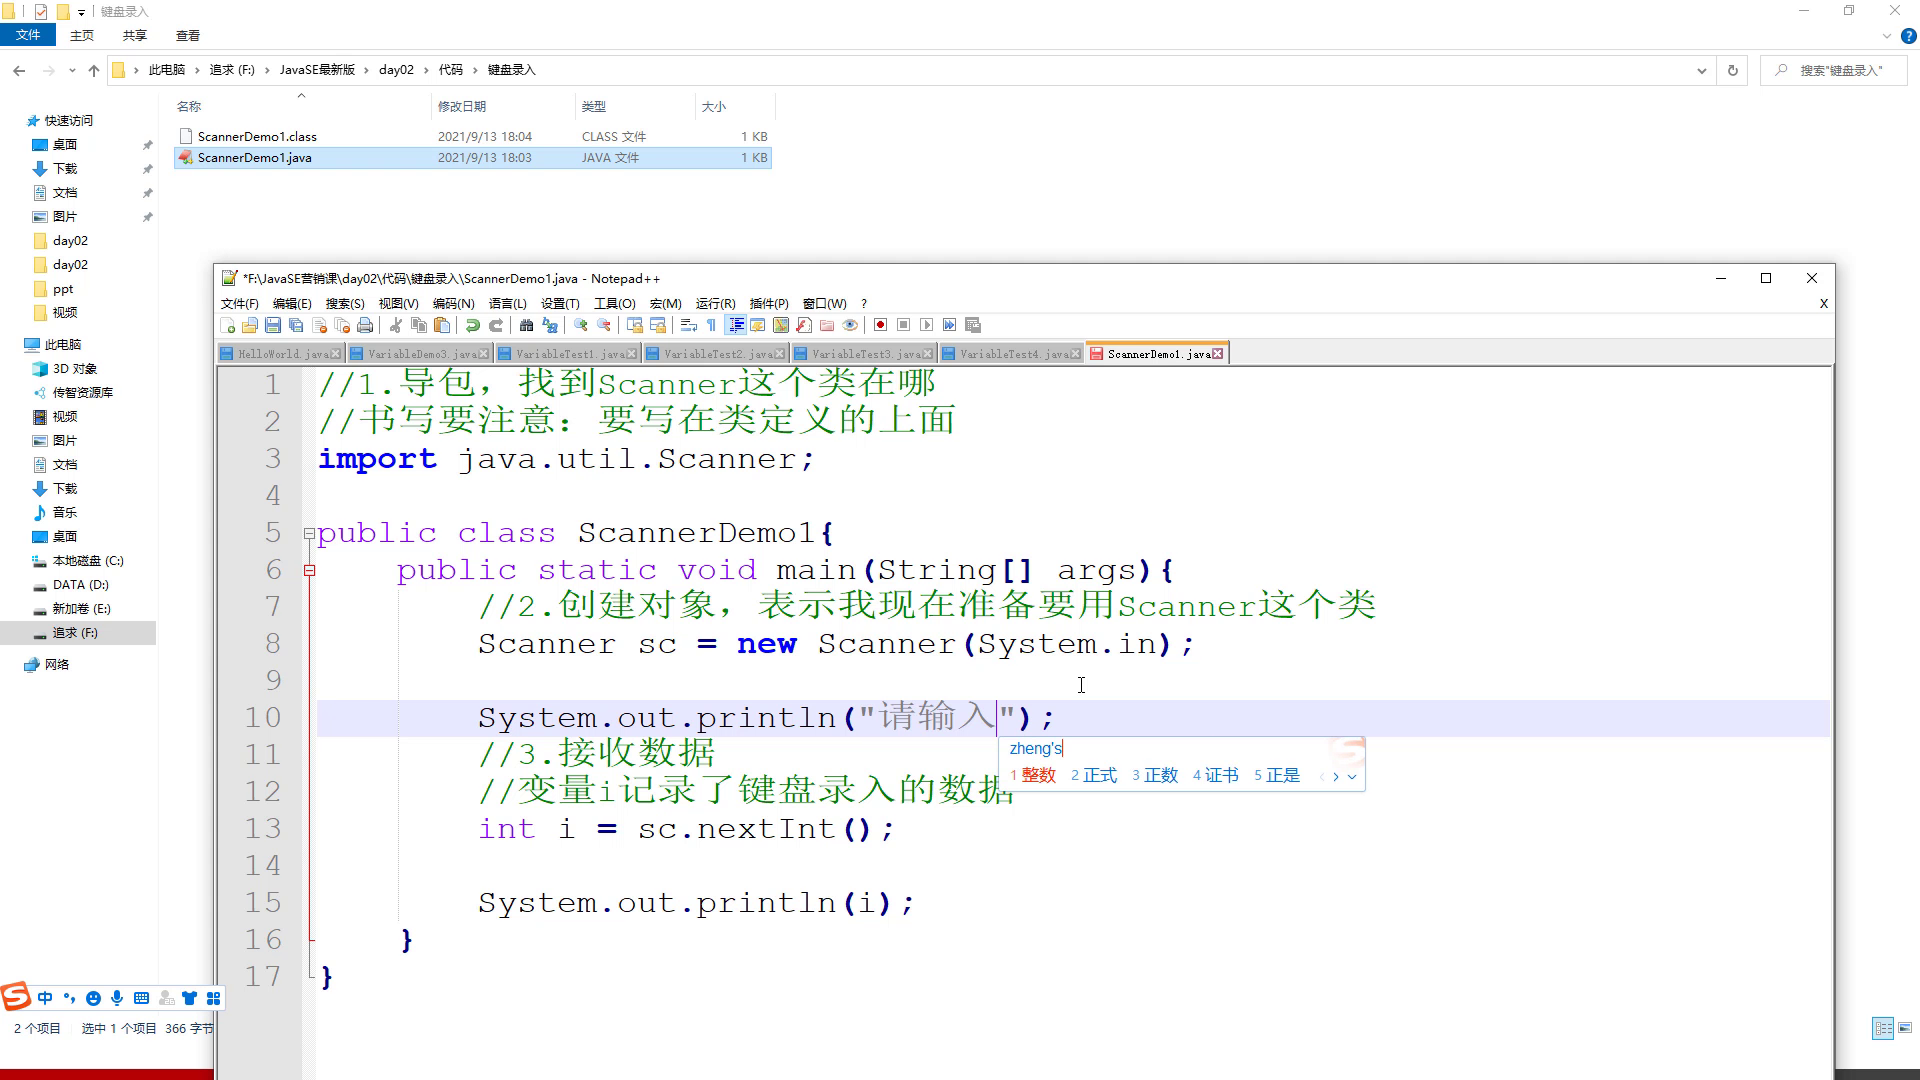 键盘录入
文件 主页 共享 查看
此电脑 › 追求 (F:) › JavaSE最新版 › day02 › 代码 › 键盘录入
搜索"键盘录入"
名称 修改日期 类型 大小
ScannerDemo1.class 2021/9/13 18:04 CLASS 文件 1 KB
ScannerDemo1.java 2021/9/13 18:03 JAVA 文件 1 KB
快速访问
桌面
下载
文档
图片
day02
day02
ppt
视频
此电脑
3D 对象
传智资源库
视频
图片
文档
下载
音乐
桌面
本地磁盘 (C:)
DATA (D:)
新加卷 (E:)
追求 (F:)
网络
*F:\JavaSE营销课\day02\代码\键盘录入\ScannerDemo1.java - Notepad++
文件(F) 编辑(E) 搜索(S) 视图(V) 编码(N) 语言(L) 设置(T) 工具(O) 宏(M) 运行(R) 插件(P) 窗口(W) ? X
HelloWorld.java VariableDemo3.java VariableTest1.java VariableTest2.java VariableTest3.java VariableTest4.java ScannerDemo1.java
1 //1.导包，找到Scanner这个类在哪
2 //书写要注意：要写在类定义的上面
3 import java.util.Scanner;
4
5 public class ScannerDemo1{
6 public static void main(String[] args){
7 //2.创建对象，表示我现在准备要用Scanner这个类
8 Scanner sc = new Scanner(System.in);
9
10 System.out.println("请输入");
zheng's
1 整数 2 正式 3 正数 4 证书 5 正是
11 //3.接收数据
12 //变量i记录了键盘录入的数据
13 int i = sc.nextInt();
14
15 System.out.println(i);
16 }
17 }
中
2 个项目 选中 1 个项目 366 字节